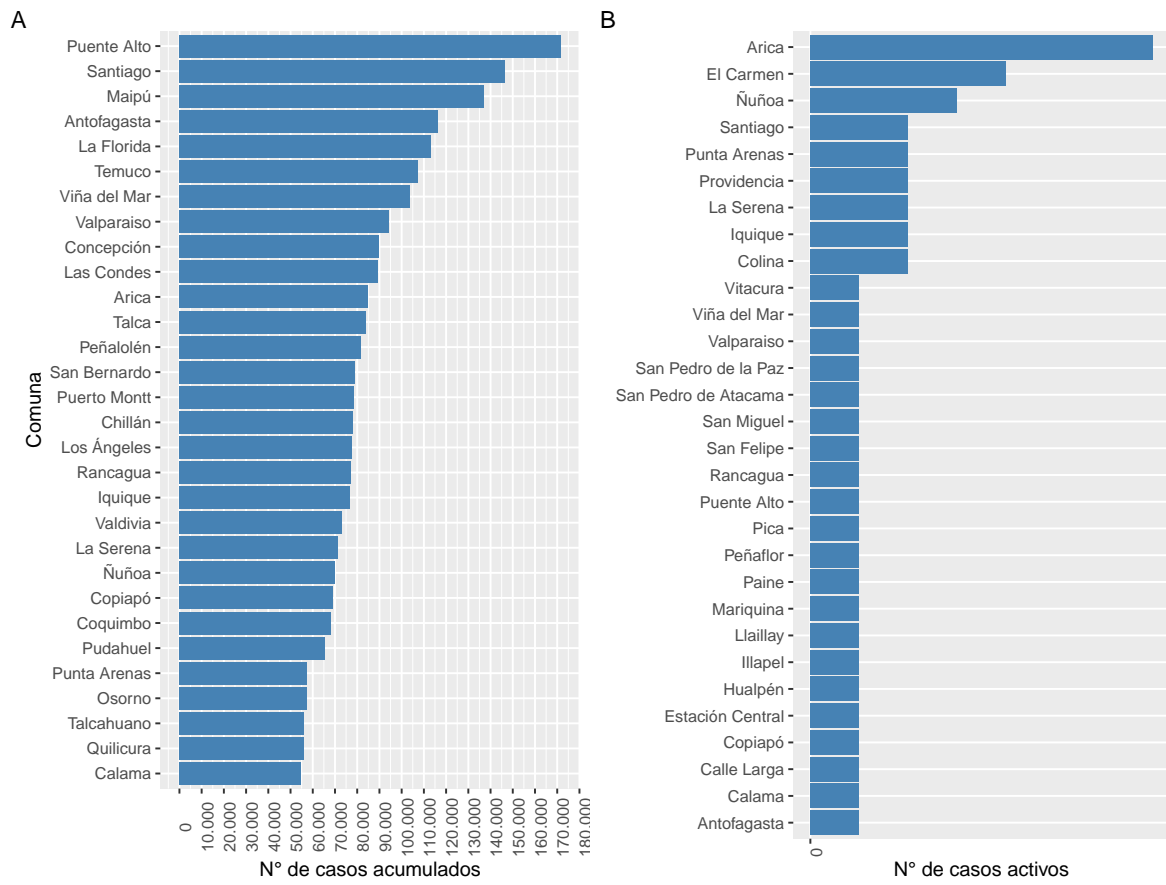 A
Puente Alto
Santiago
Maipú
Antofagasta
La Florida
Temuco
Viña del Mar
Valparaiso
Concepción
Las Condes
Arica
Talca
Peñalolén
San Bernardo
Puerto Montt
Chillán
Los Ángeles
Rancagua
Iquique
Valdivia
La Serena
Ñuñoa
Copiapó
Coquimbo
Pudahuel
Punta Arenas
Osorno
Talcahuano
Quilicura
Calama
Comuna
0
10.000
20.000
30.000
40.000
50.000
60.000
70.000
80.000
90.000
100.000
110.000
120.000
130.000
140.000
150.000
160.000
170.000
180.000
N° de casos acumulados
B
Arica
El Carmen
Ñuñoa
Santiago
Punta Arenas
Providencia
La Serena
Iquique
Colina
Vitacura
Viña del Mar
Valparaiso
San Pedro de la Paz
San Pedro de Atacama
San Miguel
San Felipe
Rancagua
Puente Alto
Pica
Peñaflor
Paine
Mariquina
Llaillay
Illapel
Hualpén
Estación Central
Copiapó
Calle Larga
Calama
Antofagasta
0
N° de casos activos